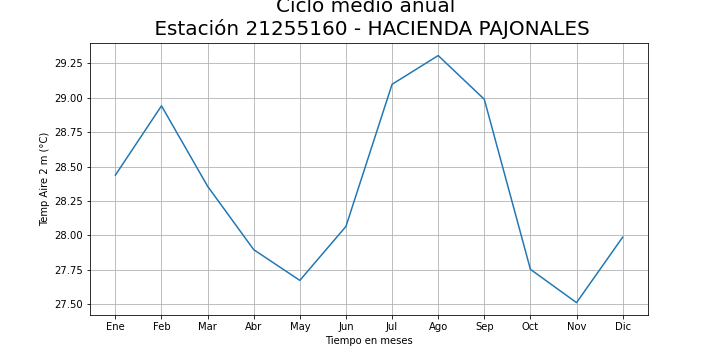 Ciclo medio anual
Estación 21255160 - HACIENDA PAJONALES
29.25
29.00
28.75
28.50
28.25
28.00
27.75
27.50
Temp Aire 2 m (°C)
Ene Feb Mar Abr May Jun Jul Ago Sep Oct Nov Dic
Tiempo en meses